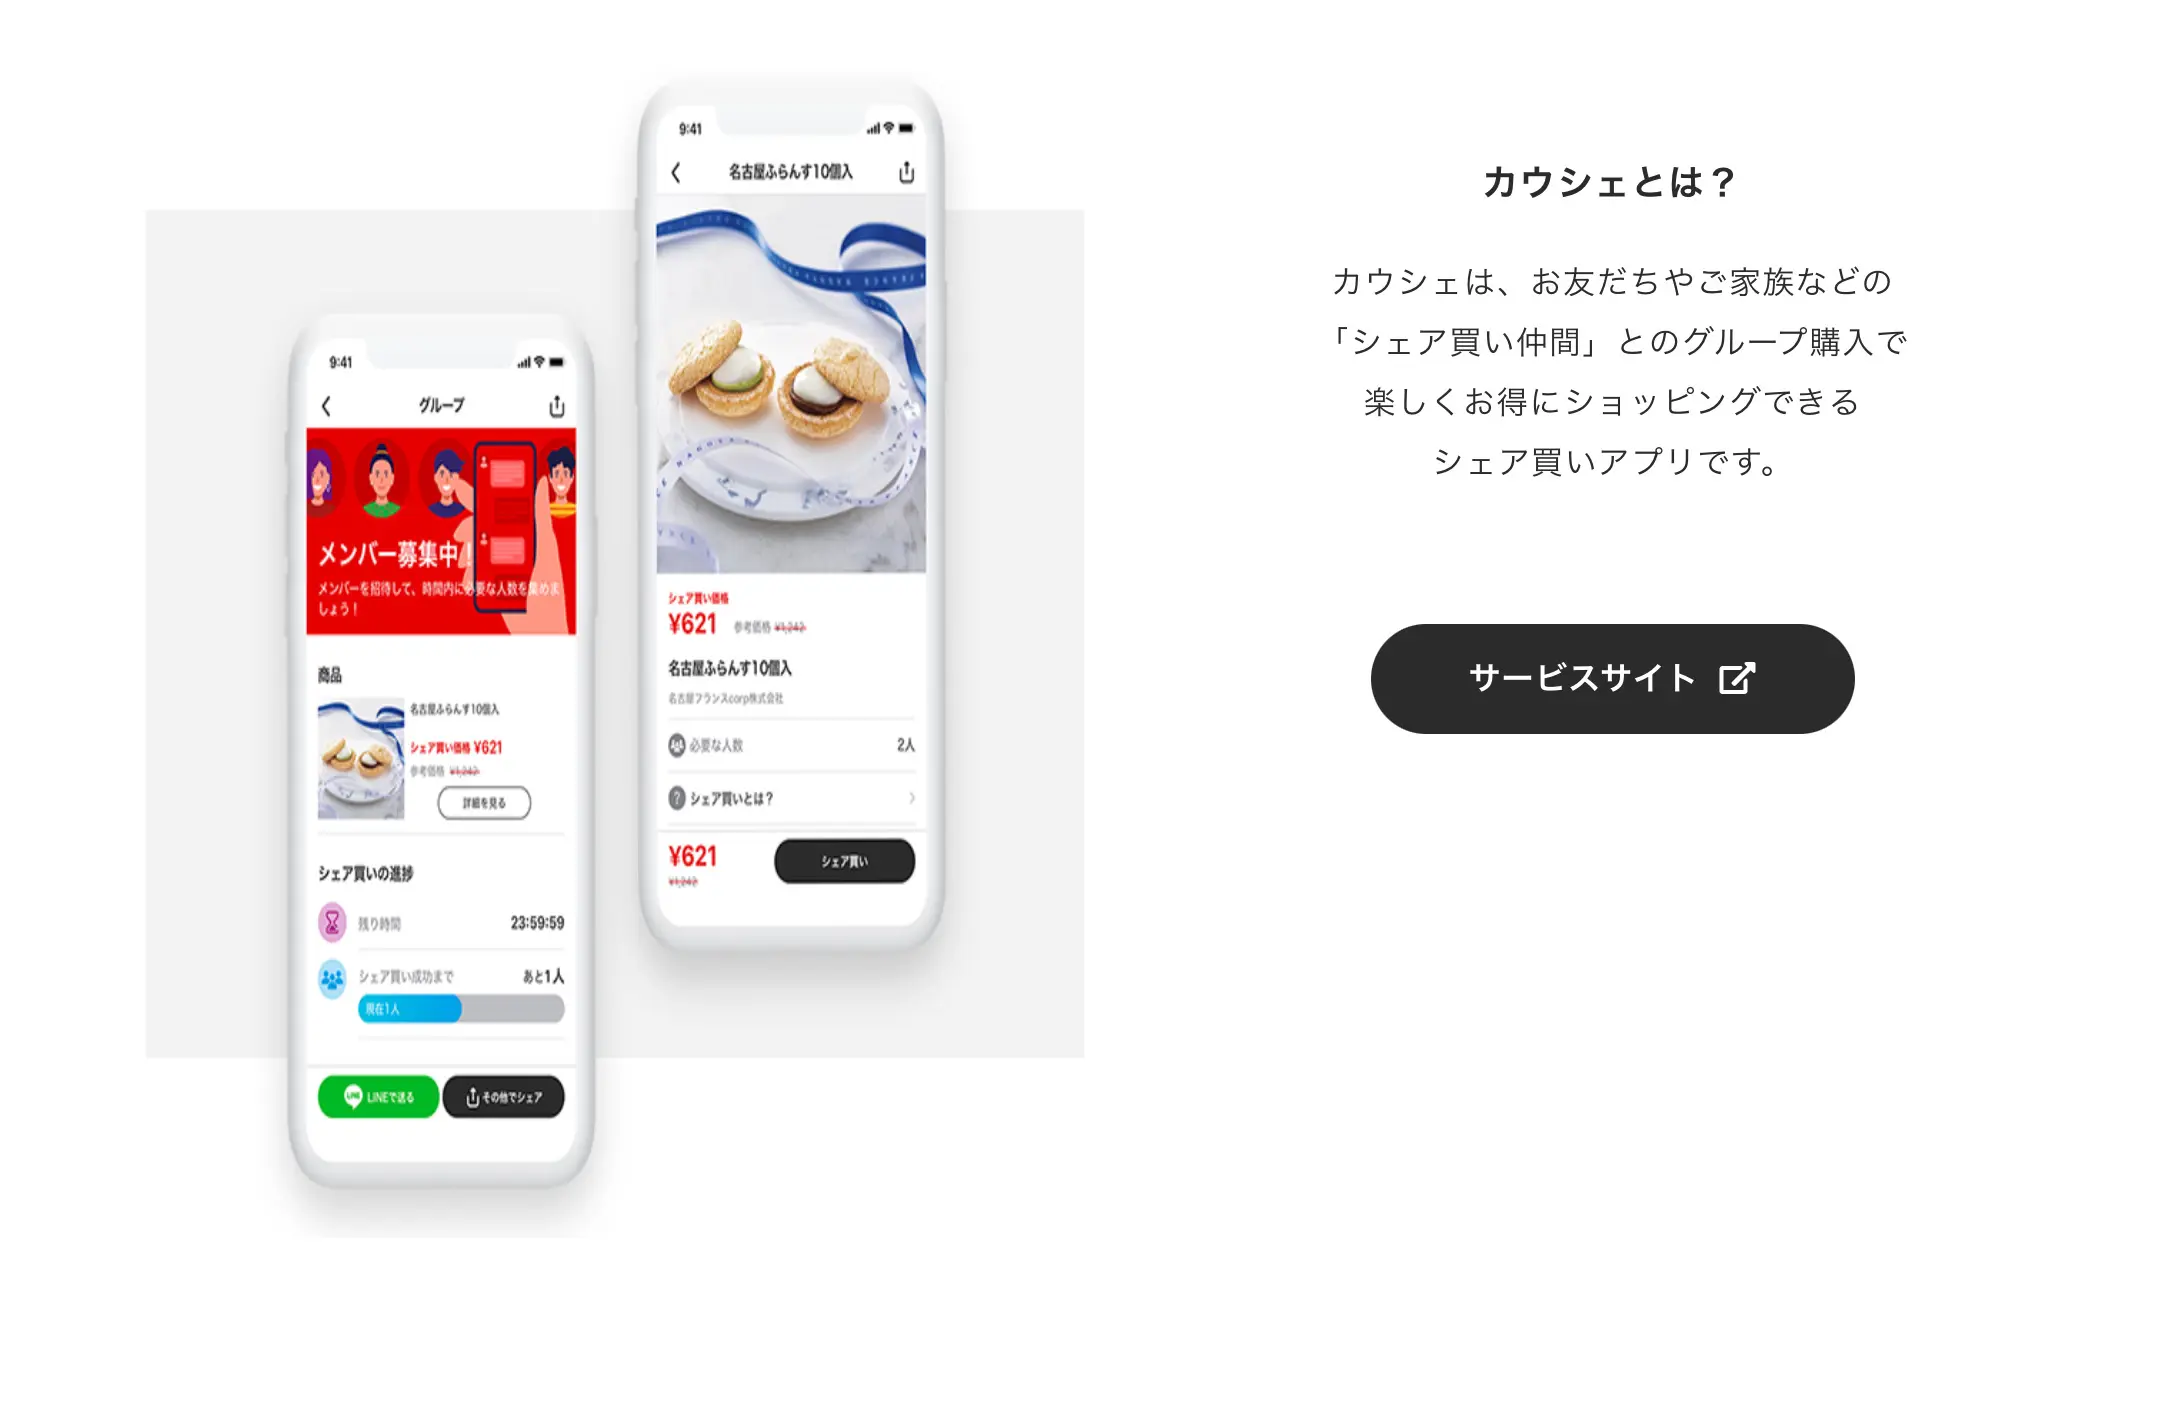 9:41
グループ
メンバー募集中！
メンバーを招待して、時間内に必要な人数を集めま
しょう！
商品
名古屋ふらんす10個入
シェア買い価格 ¥621
参考価格 ¥1,242
詳細を見る
シェア買いの進捗
残り時間 23:59:59
シェア買い成功まで あと1人
現在1人
LINEで送る
その他でシェア
9:41
名古屋ふらんす10個入
シェア買い価格
¥621 参考価格 ¥1,242
名古屋ふらんす10個入
名古屋フランスcorp株式会社
必要な人数 2人
? シェア買いとは？
¥621
¥1,242
シェア買い
カウシェとは？
カウシェは、お友だちやご家族などの
「シェア買い仲間」とのグループ購入で
楽しくお得にショッピングできる
シェア買いアプリです。
サービスサイト